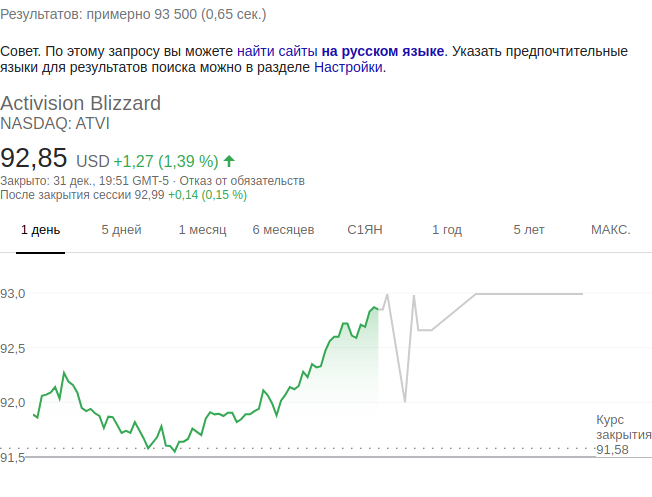 Результатов: примерно 93 500 (0,65 сек.)
Совет. По этому запросу вы можете найти сайты на русском языке. Указать предпочтительные
языки для результатов поиска можно в разделе Настройки.
Activision Blizzard
NASDAQ: ATVI
92,85 USD +1,27 (1,39 %)
Закрыто: 31 дек., 19:51 GMT-5 · Отказ от обязательств
После закрытия сессии 92,99 +0,14 (0,15 %)
1 день 5 дней 1 месяц 6 месяцев С1ЯН 1 год 5 лет МАКС.
93,0
92,5
92,0
Курс
закрытия
91,58
91,5